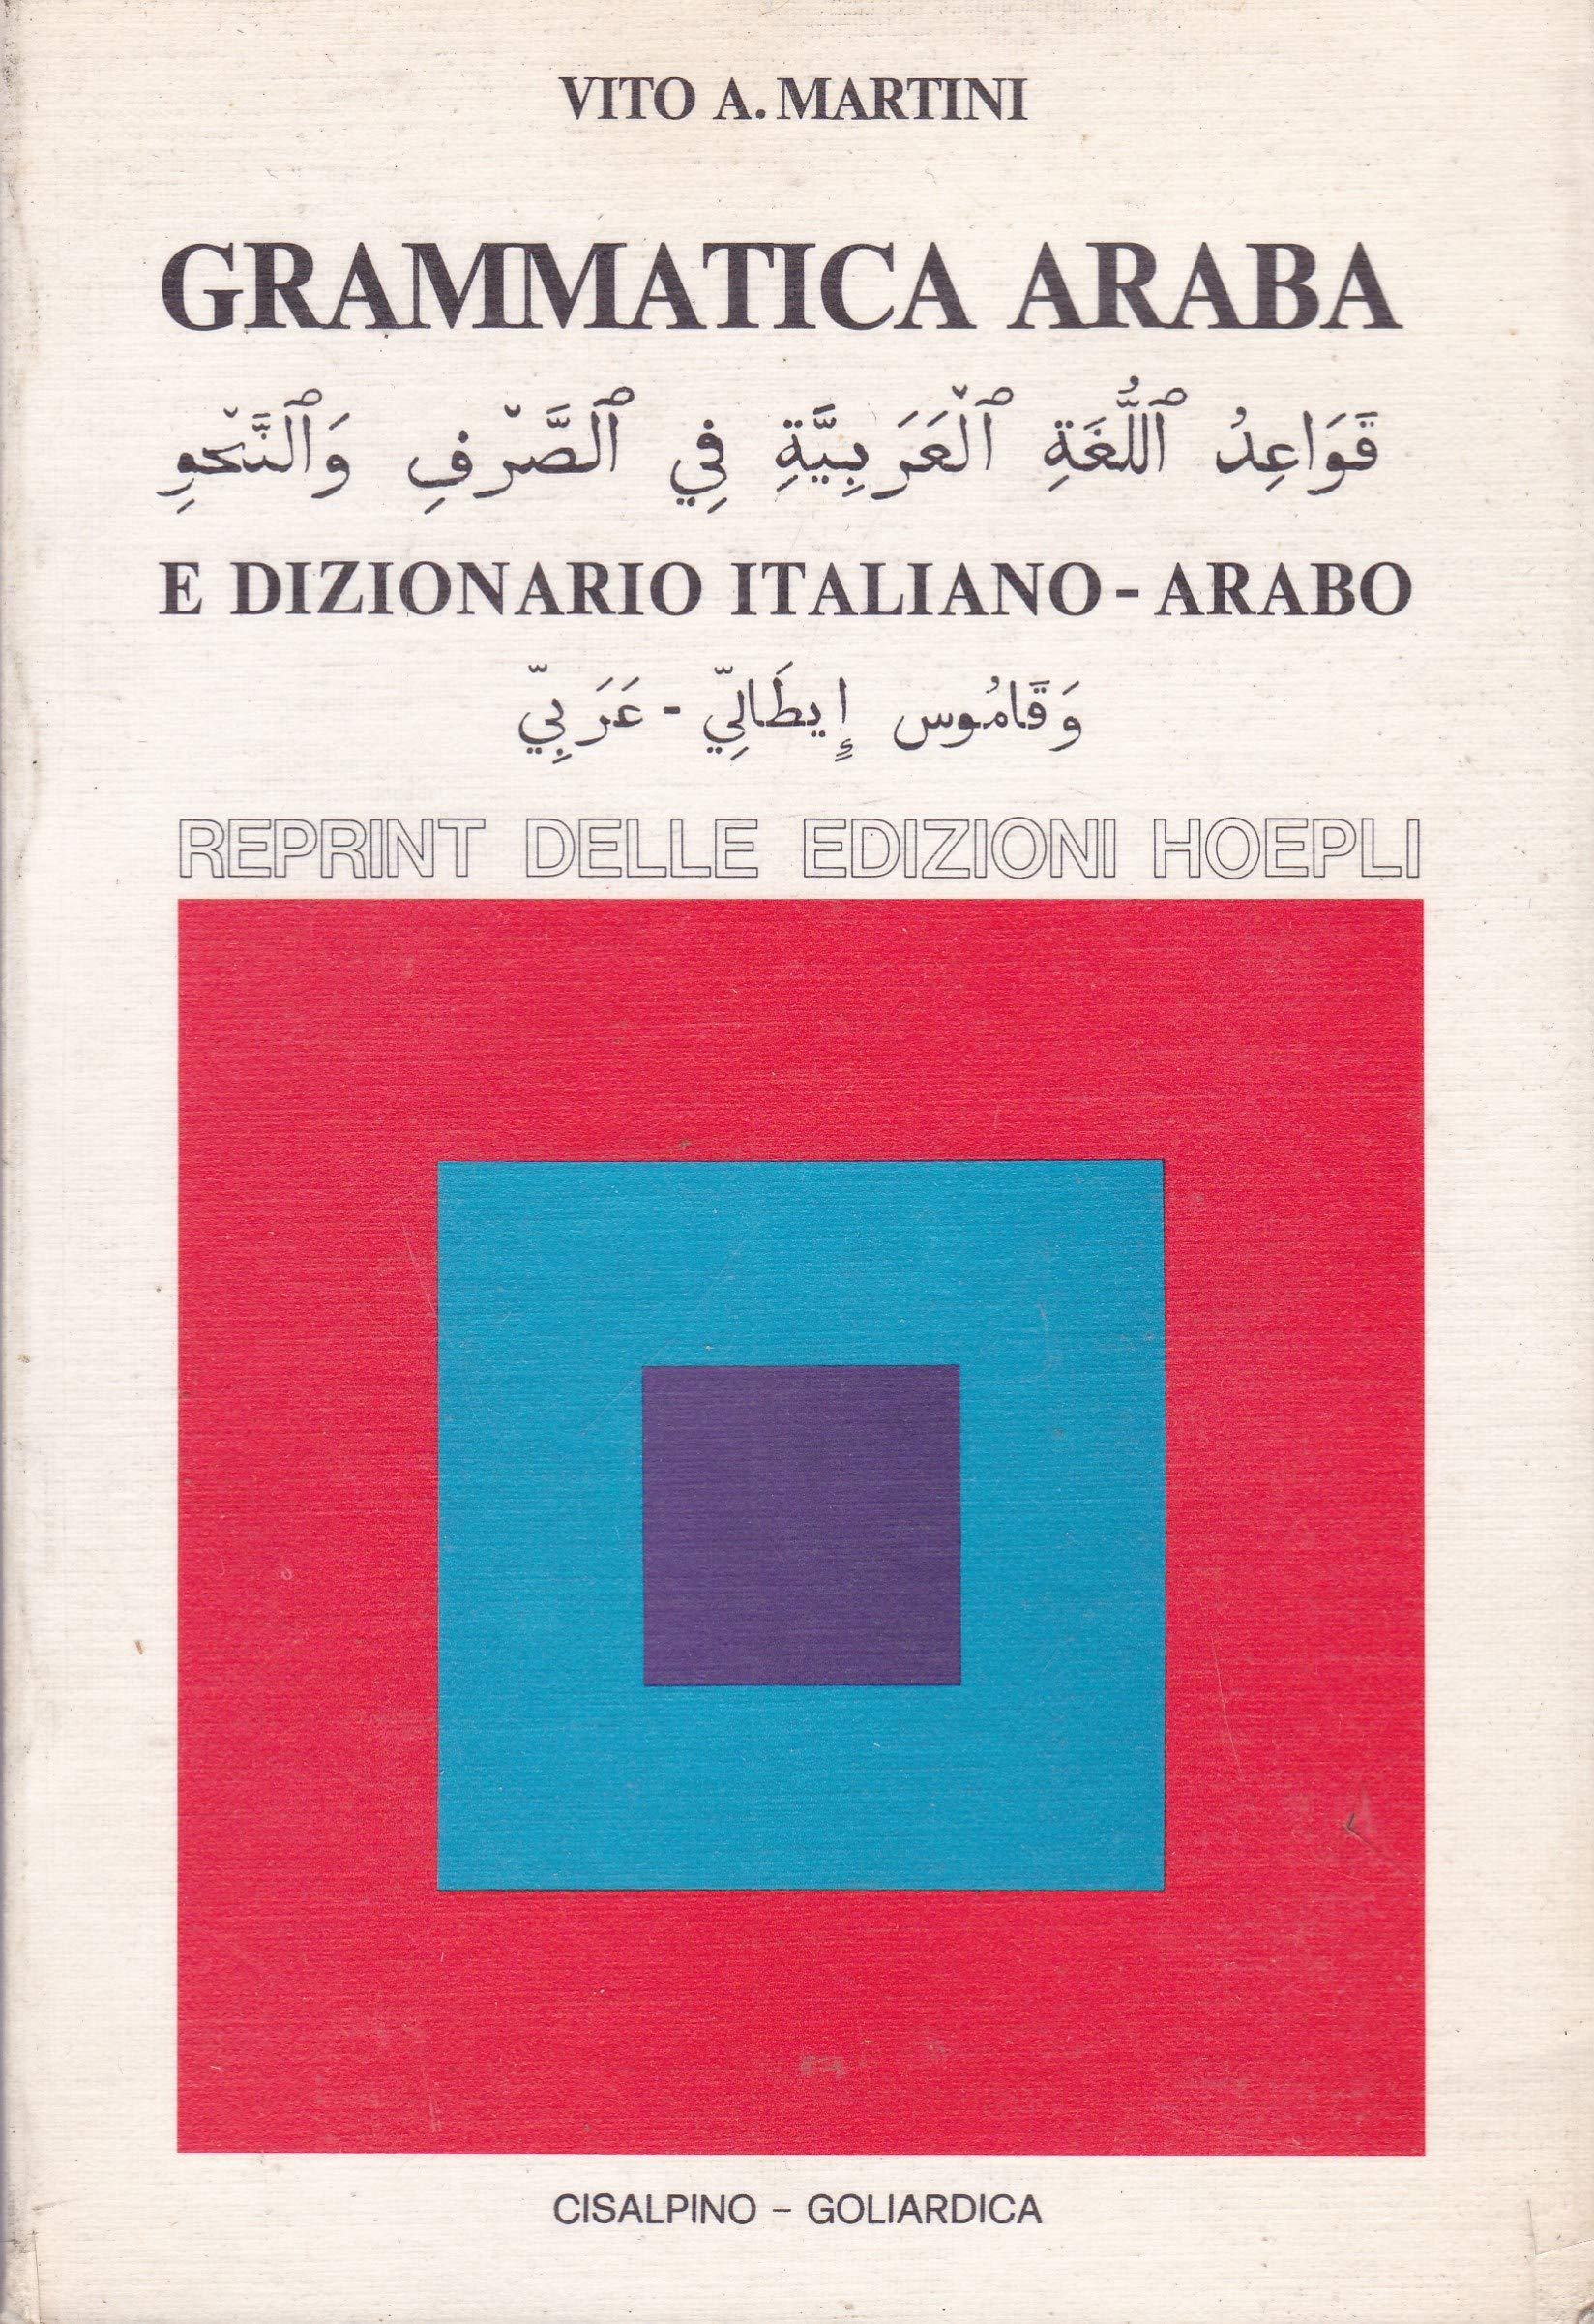 VITO A. MARTINI
GRAMMATICA ARABA
قَوَاعِدُ ٱللُّغَةِ ٱلْعَرَبِيَّةِ فِي ٱلصَّرْفِ وَٱلنَّحْوِ
E DIZIONARIO ITALIANO - ARABO
وَقَامُوس إِيطَالِيّ - عَرَبِيّ
REPRINT DELLE EDIZIONI HOEPLI
CISALPINO – GOLIARDICA